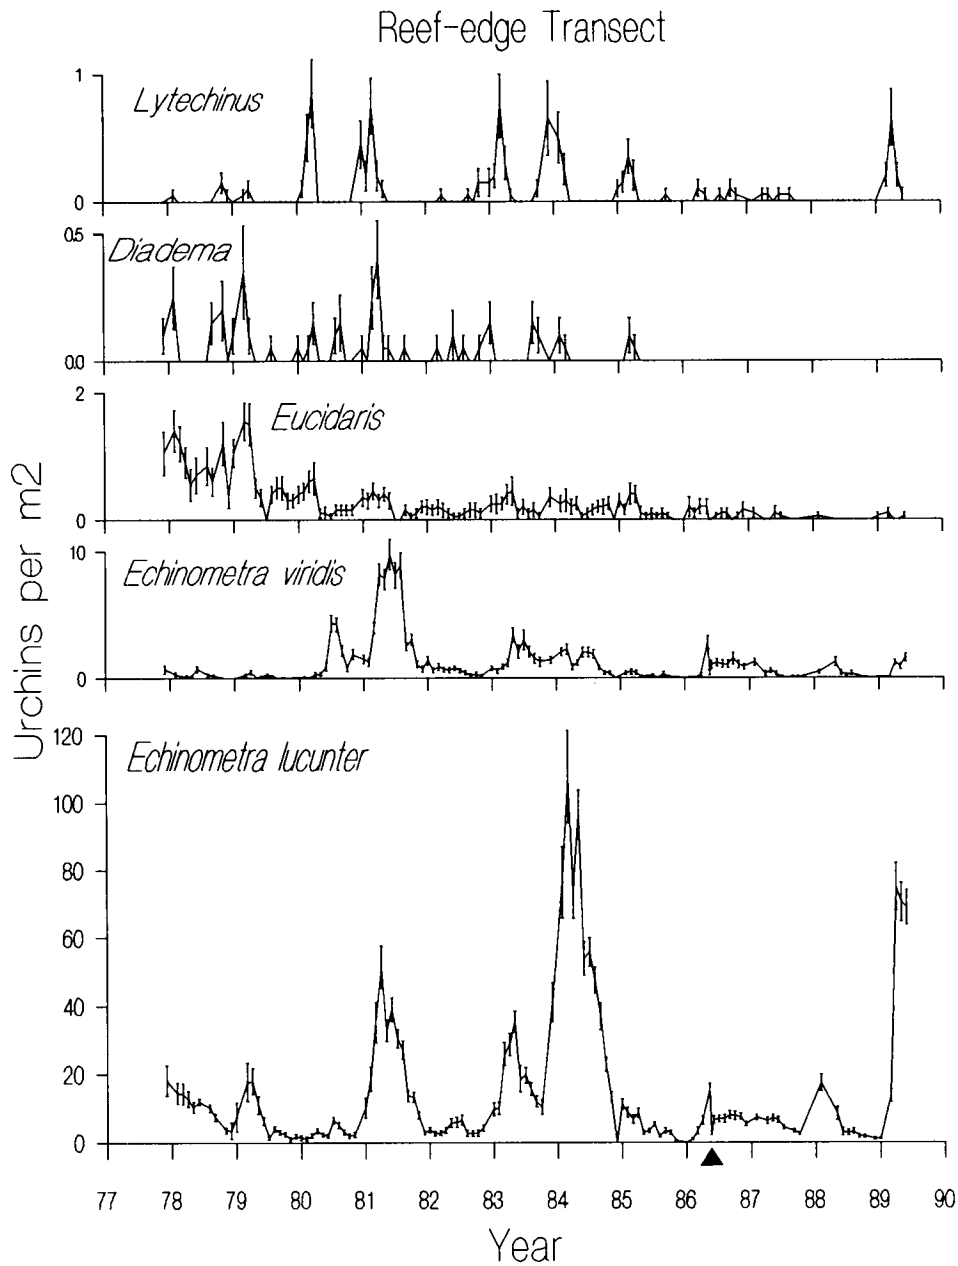 Reef-edge Transect
1
Lytechinus
0
0.5
Diadema
0.0
2
Eucidaris
0
10
Echinometra viridis
0
Urchins per m2
120
Echinometra lucunter
100
80
60
40
20
0
77 78 79 80 81 82 83 84 85 86 87 88 89 90
Year